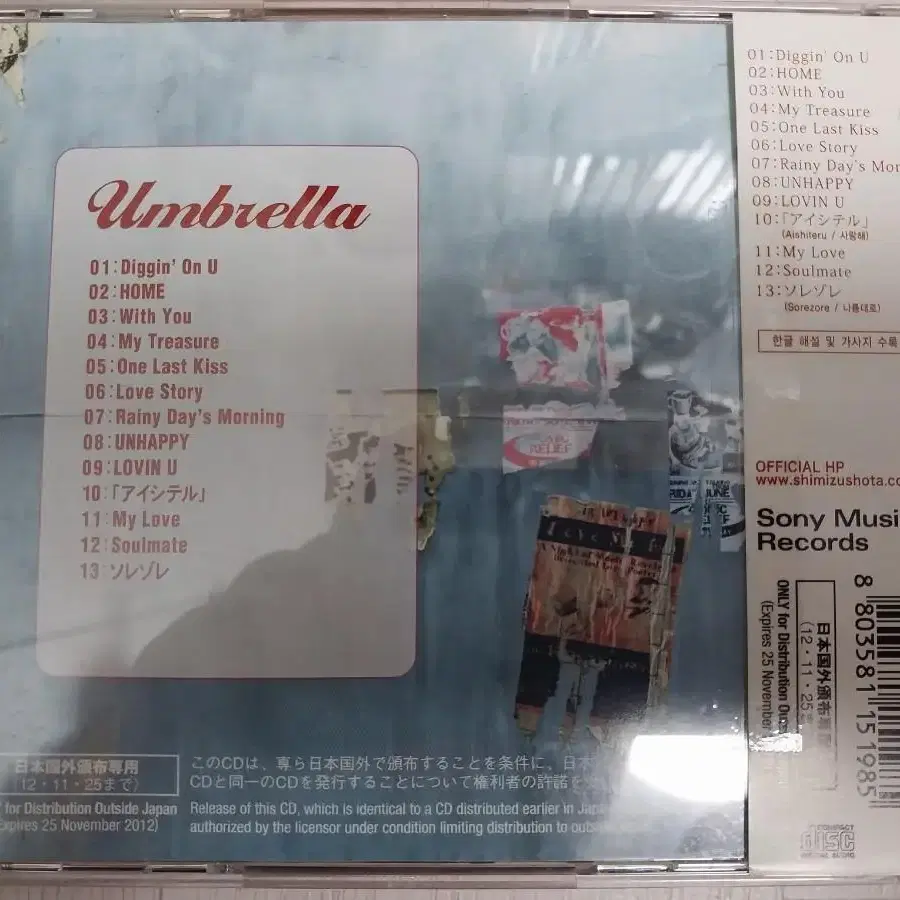 Umbrella
01:Diggin' On U
02:HOME
03:With You
04:My Treasure
05:One Last Kiss
06:Love Story
07:Rainy Day's Morning
08:UNHAPPY
09:LOVIN U
10:「アイシテル」
11:My Love
12:Soulmate
13:ソレゾレ
日本国外頒布専用
(12・11・25まで)
for Distribution Outside Japan
Expires 25 November 2012)
このCDは、専ら日本国外で頒布することを条件に、日本
CDと同一のCDを発行することについて権利者の許諾を
Release of this CD, which is identical to a CD distributed earlier in
authorized by the licensor under condition limiting distribution to
RELIEF
JUNE
01:Diggin' On U
02:HOME
03:With You
04:My Treasure
05:One Last Kiss
06:Love Story
07:Rainy Day's
08:UNHAPPY
09:LOVIN U
10:「アイシテル」
(Aishiteru / 사랑해)
11:My Love
12:Soulmate
13:ソレゾレ
(Sorezore / 나름대로)
한글 해설 및 가사지 수록
OFFICIAL HP
www.shimizushota.co
Sony Musi
Records
日本国外頒布専
(12・11・25
ONLY for Distribution
(Expires 25 November
8 803581 151985
COMPACT
DISC
DIGITAL AUDIO